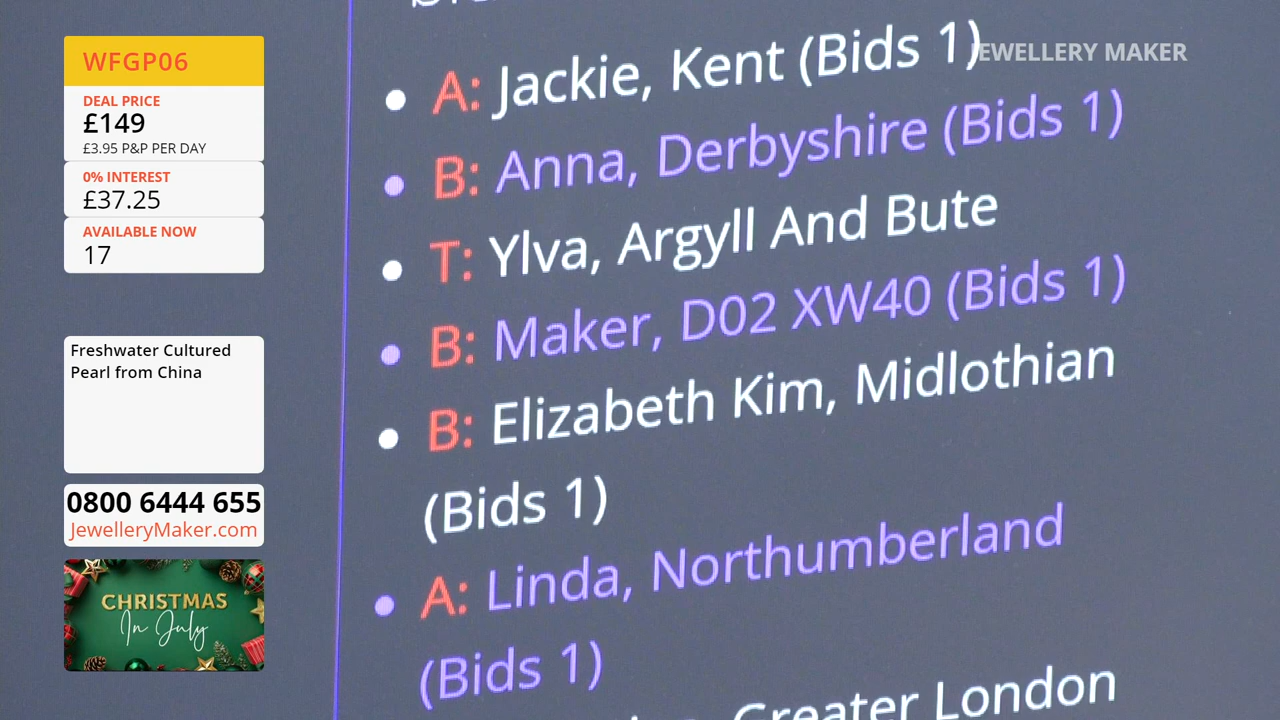 WFGP06
DEAL PRICE
£149
£3.95 P&P PER DAY
0% INTEREST
£37.25
AVAILABLE NOW
17
Freshwater Cultured
Pearl from China
0800 6444 655
JewelleryMaker.com
CHRISTMAS
In July
JEWELLERY MAKER
• A: Jackie, Kent (Bids 1)
• B: Anna, Derbyshire (Bids 1)
• T: Ylva, Argyll And Bute
• B: Maker, D02 XW40 (Bids 1)
• B: Elizabeth Kim, Midlothian
(Bids 1)
• A: Linda, Northumberland
(Bids 1)
Greater London